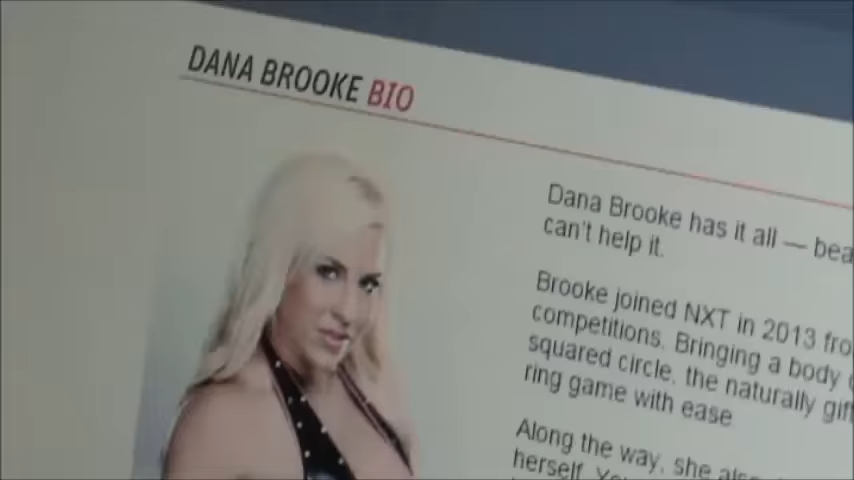 DANA BROOKE BIO
Dana Brooke has it all — bea
can't help it.
Brooke joined NXT in 2013 fro
competitions. Bringing a body
squared circle, the naturally gif
ring game with ease
Along the way, she als
herself. Yo